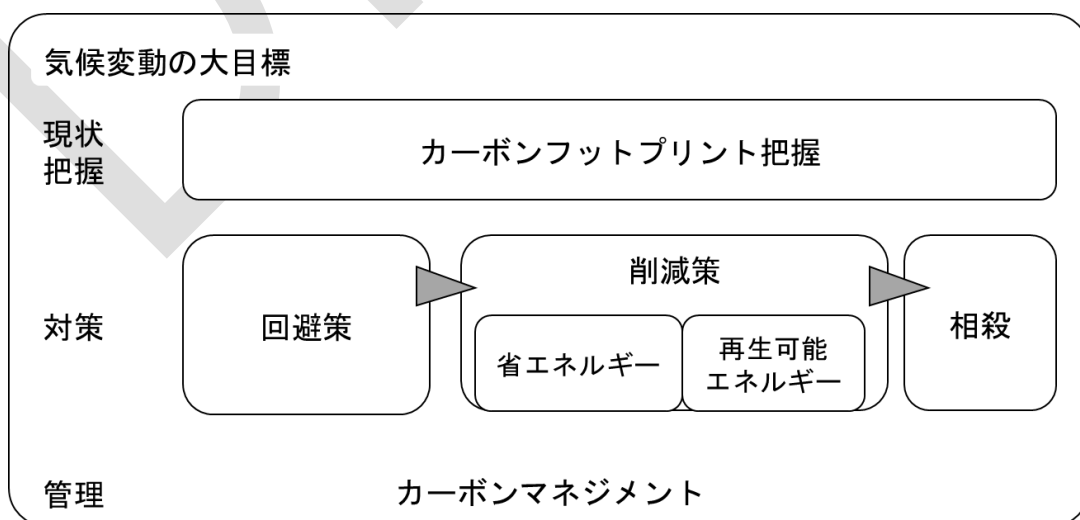 気候変動の大目標
現状
把握
カーボンフットプリント把握
対策
回避策
削減策
省エネルギー
再生可能
エネルギー
相殺
管理
カーボンマネジメント